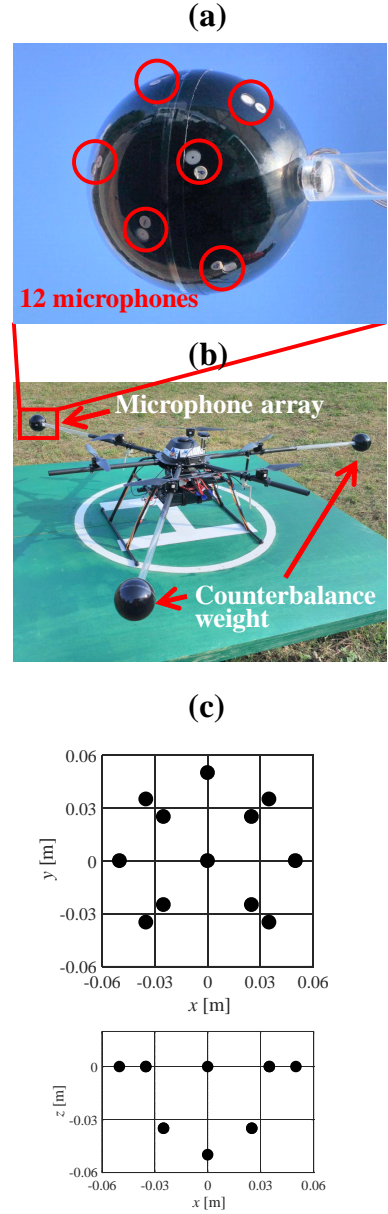 (a)
12 microphones
(b)
Microphone array
Counterbalance
weight
(c)
0.06
0.03
0
-0.03
-0.06
y [m]
-0.06 -0.03 0 0.03 0.06
x [m]
0
-0.03
-0.06
z [m]
-0.06 -0.03 0 0.03 0.06
x [m]